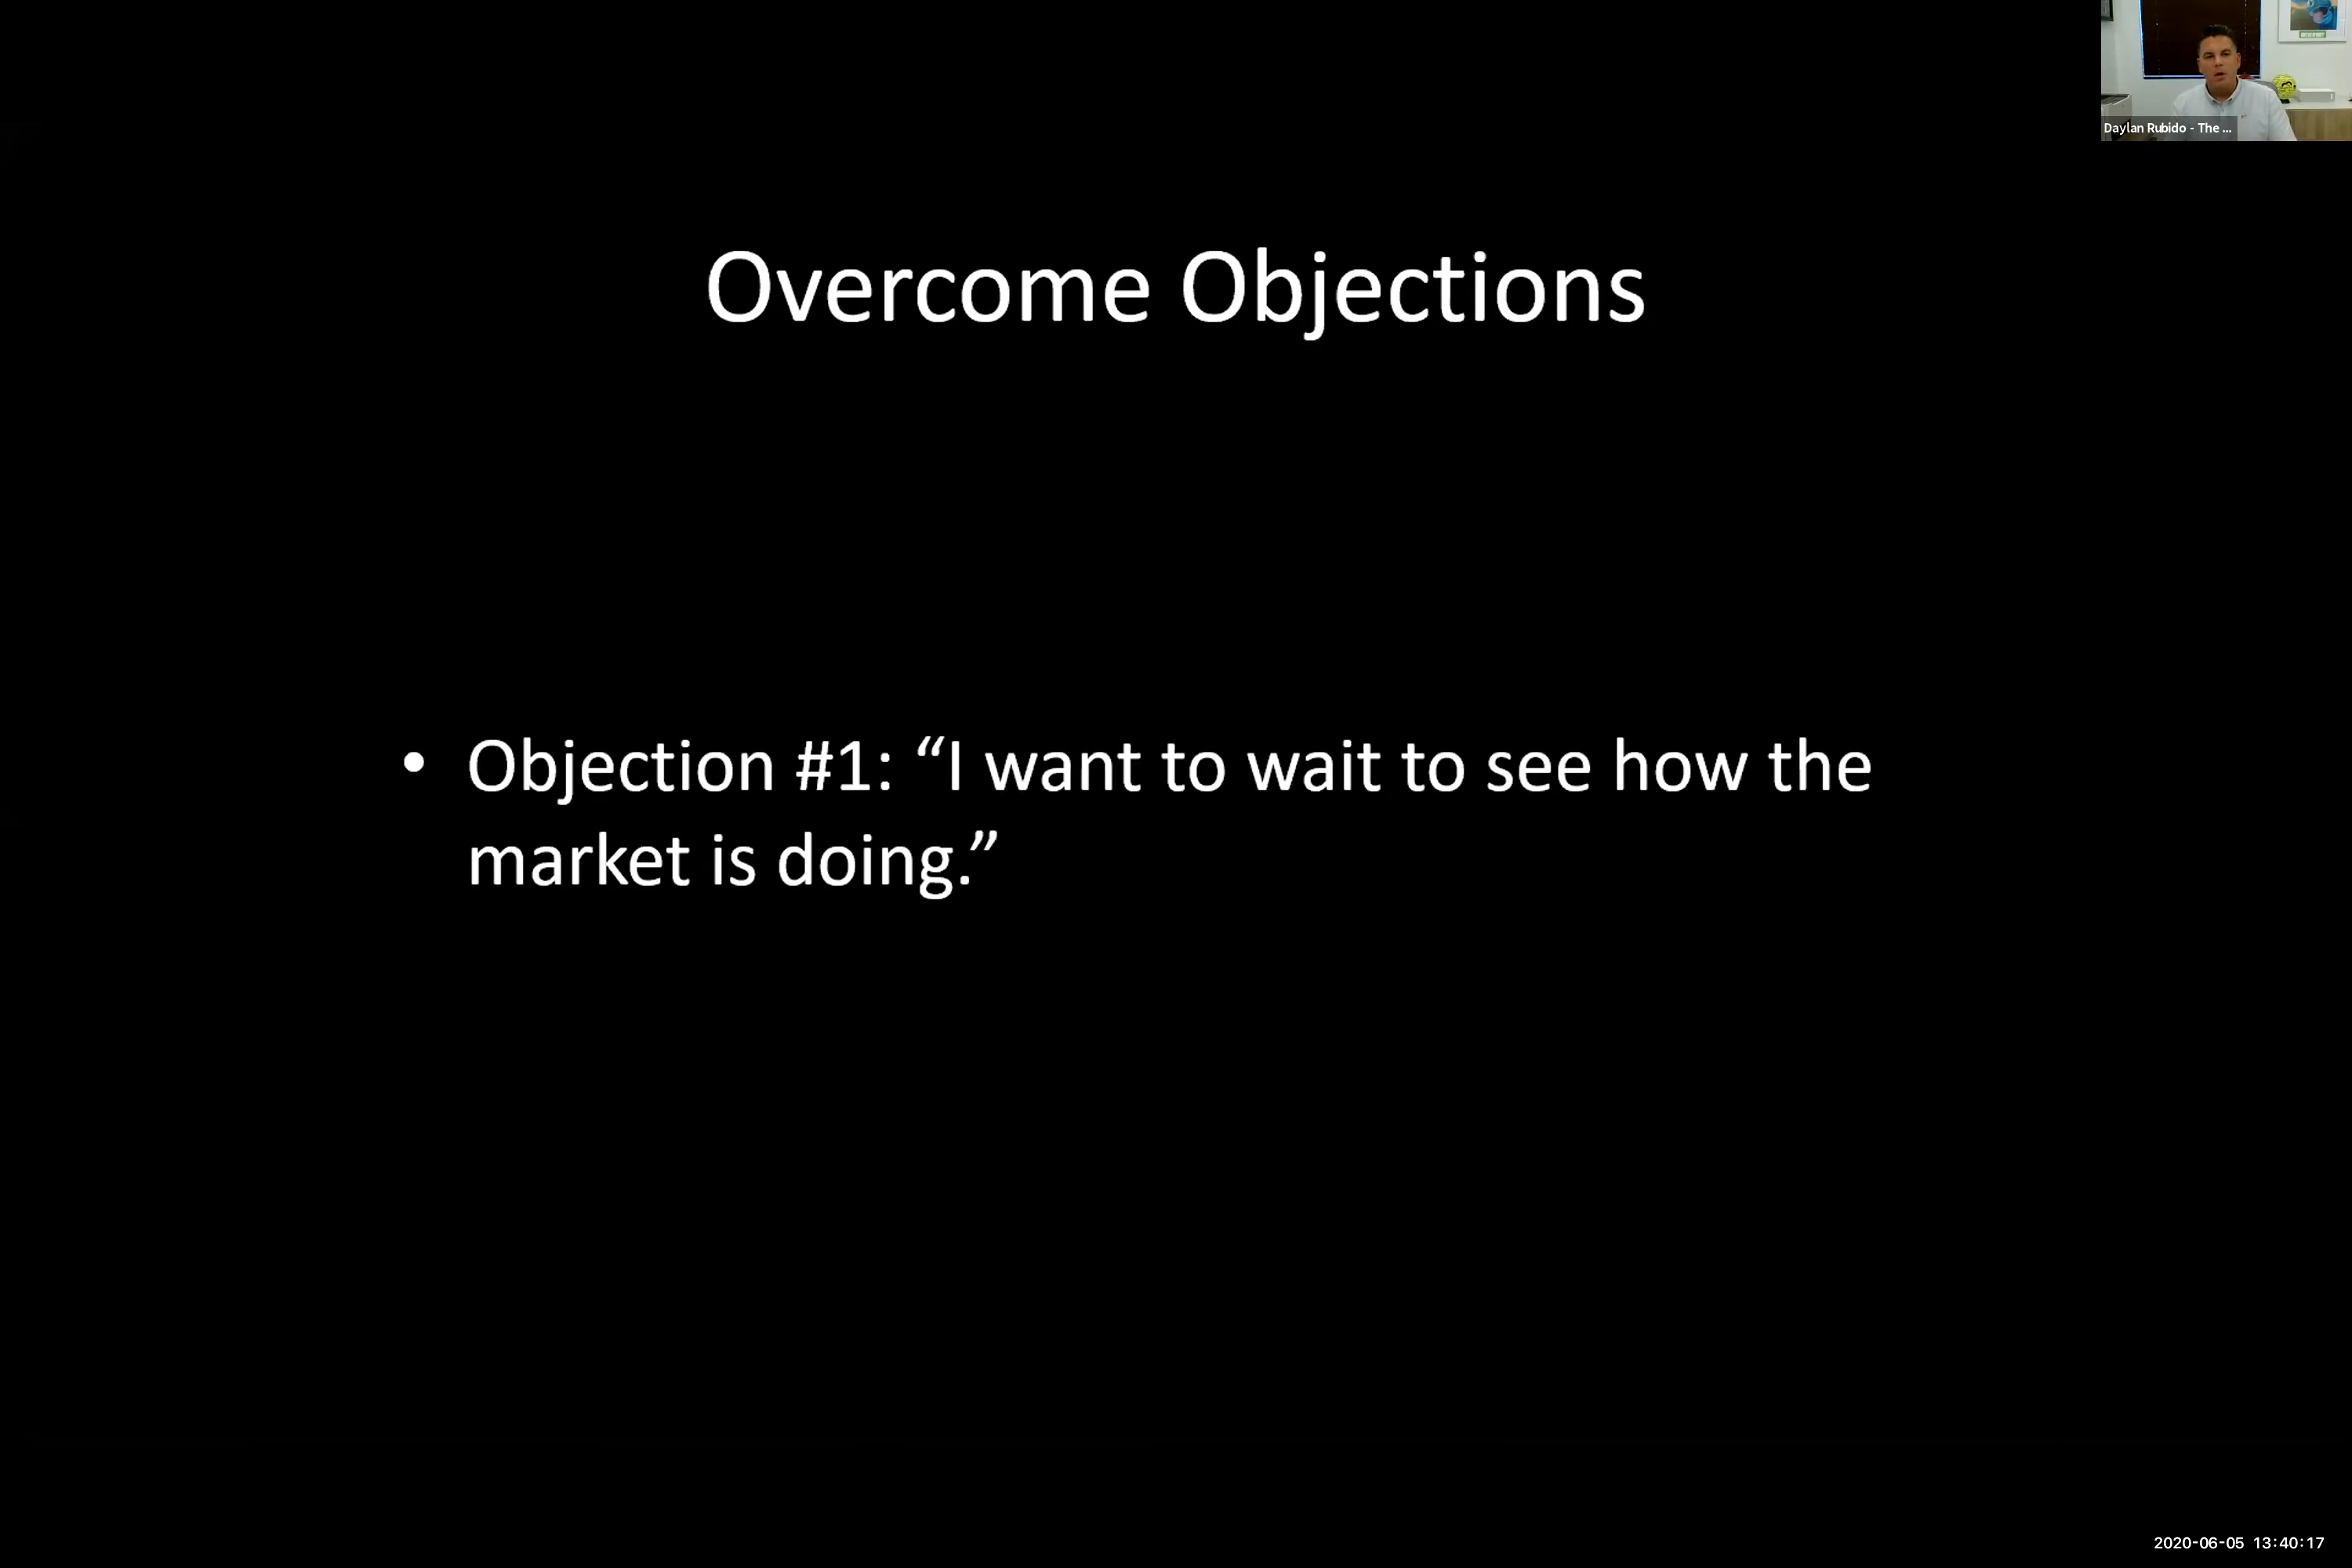 Daylan Rubido - The ...
Overcome Objections
• Objection #1: “I want to wait to see how the
market is doing.”
2020-06-05 13:40:17